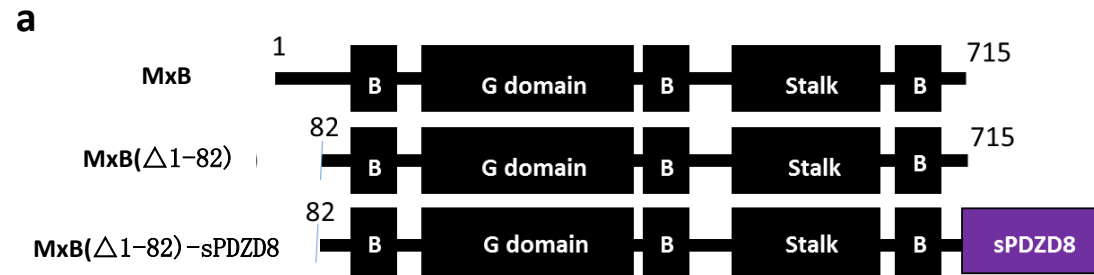 a
1
715
MxB
B
G domain
B
Stalk
B
82
715
MxB(△1-82)
B
G domain
B
Stalk
B
82
MxB(△1-82)-sPDZD8
B
G domain
B
Stalk
B
sPDZD8